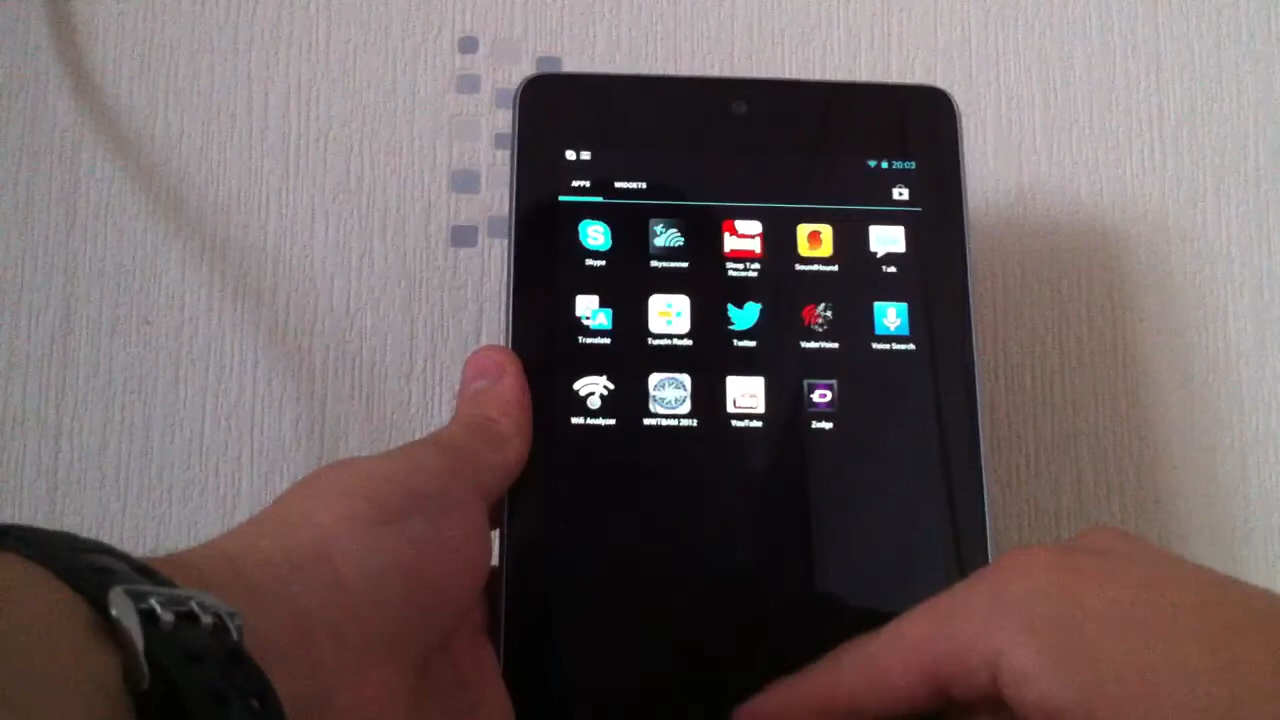 20:03
APPS WIDGETS
Skype Skyscanner Sleep Talk Recorder SoundHound Talk
Translate TuneIn Radio Twitter VaderVoice Voice Search
Wifi Analyzer WWTBAM 2012 YouTube Zedge